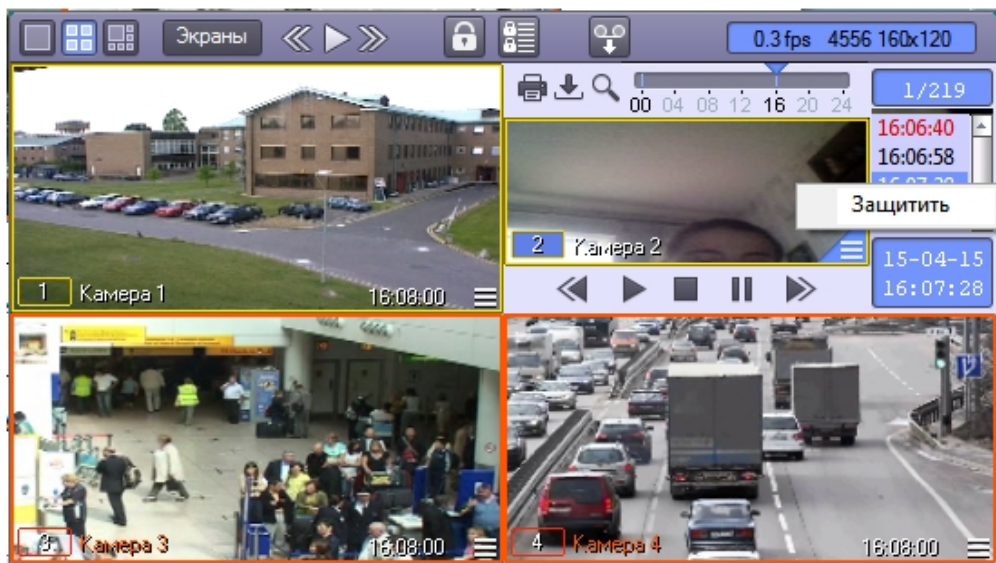 Экраны
0.3 fps 4556 160x120
00 04 08 12 16 20 24
1/219
16:06:40
16:06:58
Защитить
2 Камера 2
15-04-15
16:07:28
1 Камера 1 16:08:00
3 Камера 3 16:08:00
4 Камера 4 16:08:00